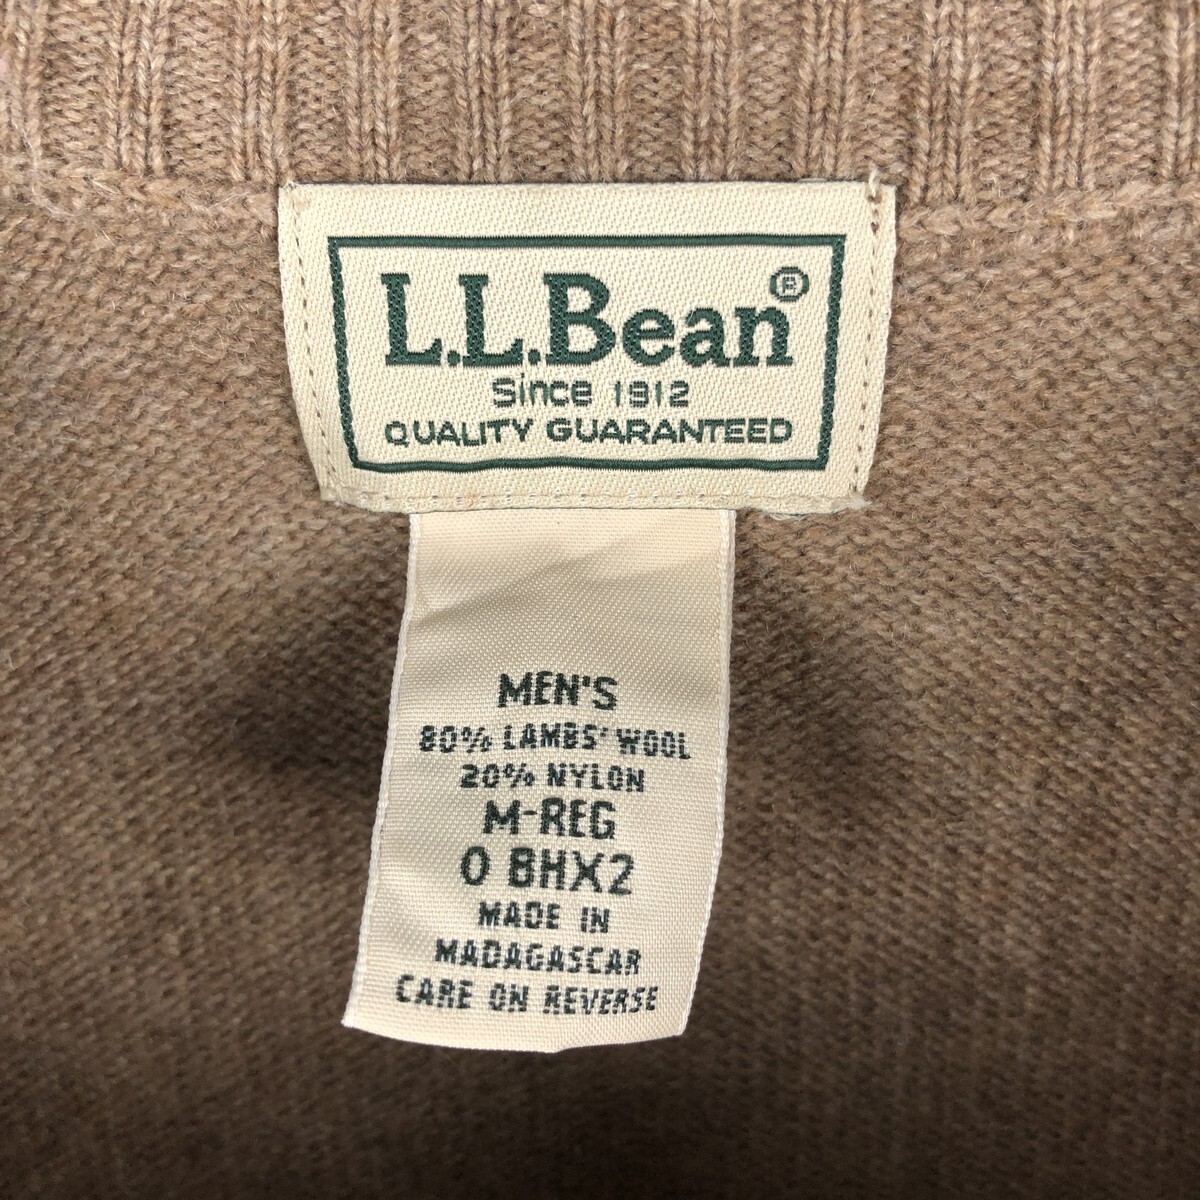 L.L.Bean®
Since 1912
QUALITY GUARANTEED
MEN'S
80% LAMBS' WOOL
20% NYLON
M-REG
0 BHX2
MADE IN
MADAGASCAR
CARE ON REVERSE